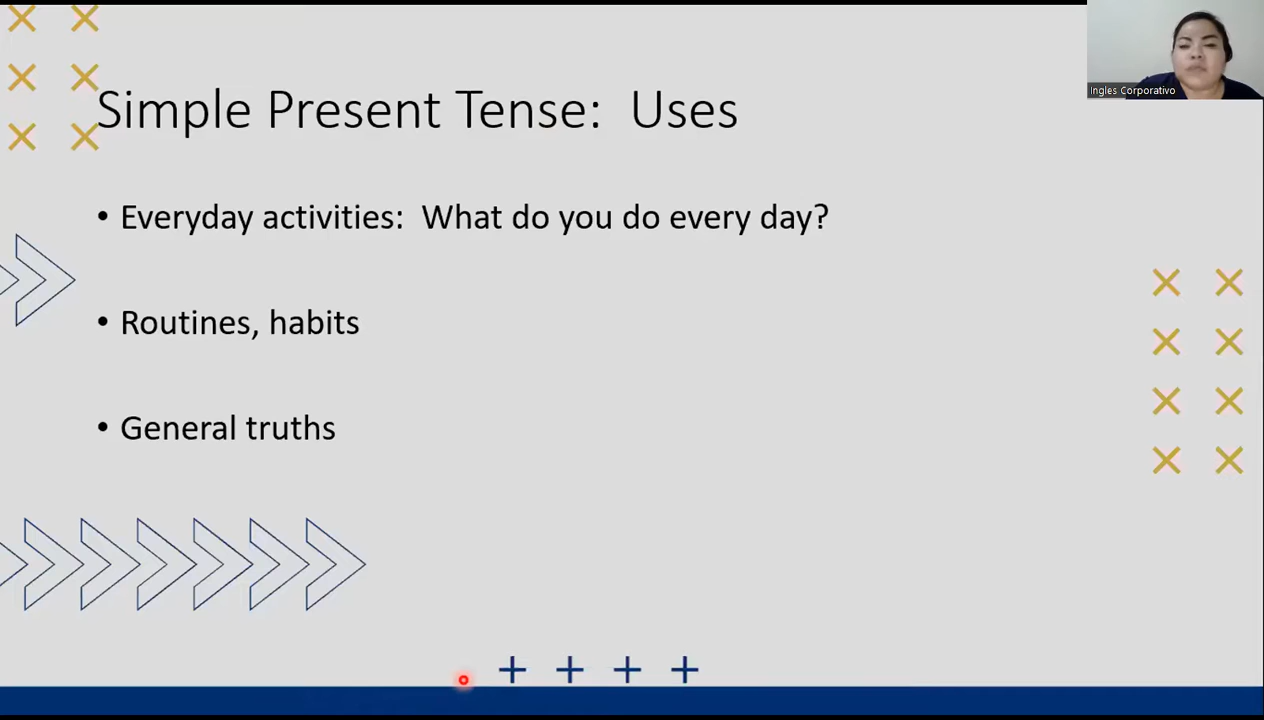 Simple Present Tense: Uses
Ingles Corporativo
• Everyday activities: What do you do every day?
• Routines, habits
• General truths